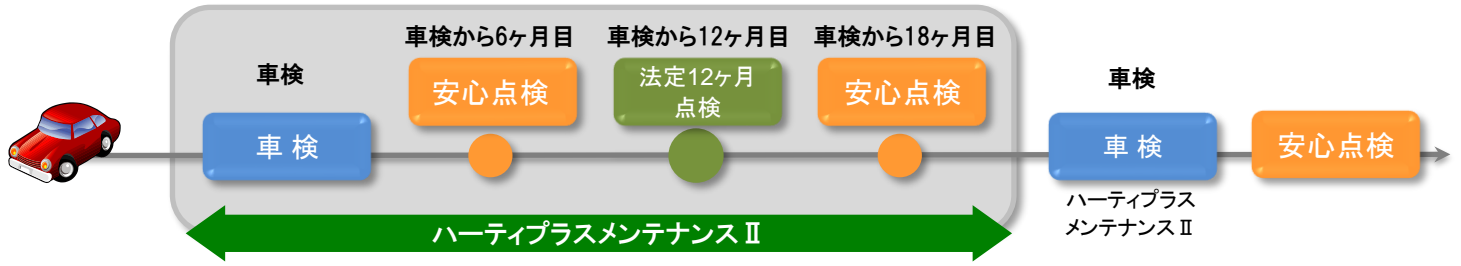 車検
車検から6ヶ月目
車検から12ヶ月目
車検から18ヶ月目
車検
車 検
安心点検
法定12ヶ月
点検
安心点検
車 検
安心点検
ハーティプラス
メンテナンスⅡ
ハーティプラスメンテナンスⅡ